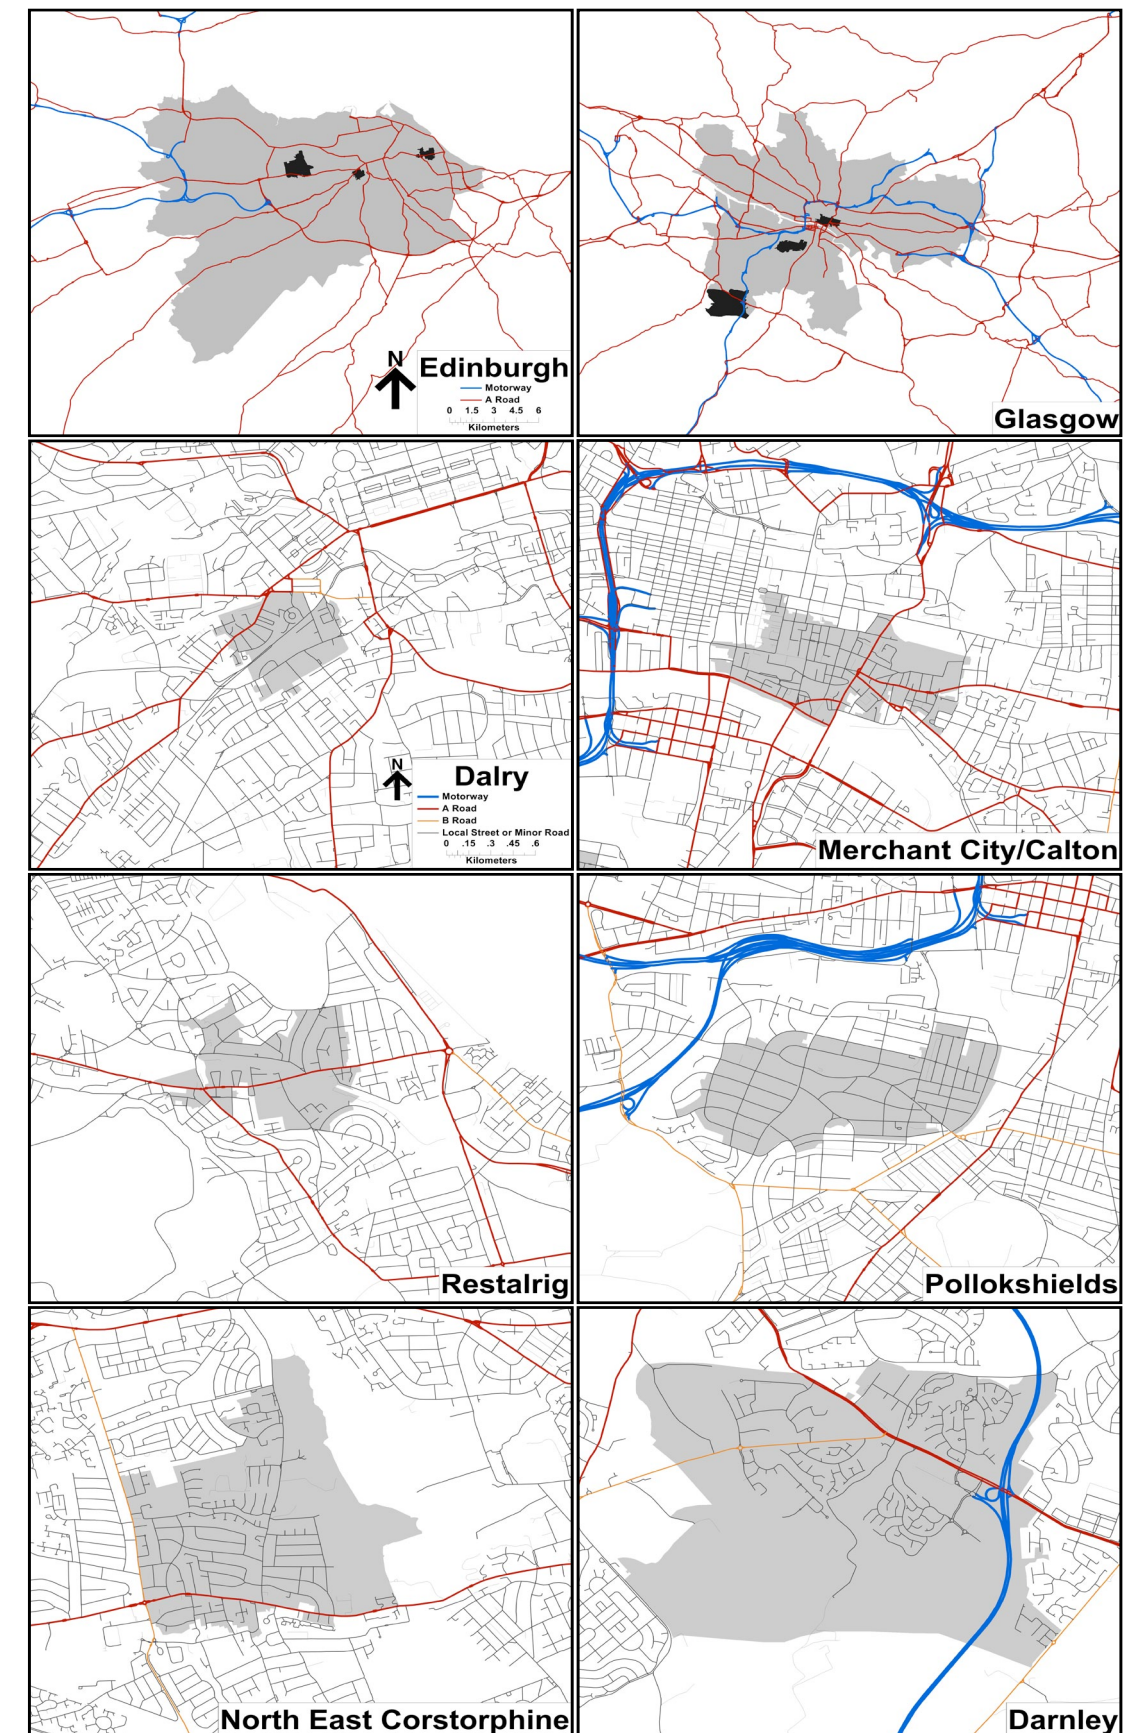 N
Edinburgh
Motorway
A Road
0 1.5 3 4.5 6
Kilometers
Glasgow
N
Dalry
Motorway
A Road
B Road
Local Street or Minor Road
0 .15 .3 .45 .6
Kilometers
Merchant City/Calton
Restalrig
Pollokshields
North East Corstorphine
Darnley